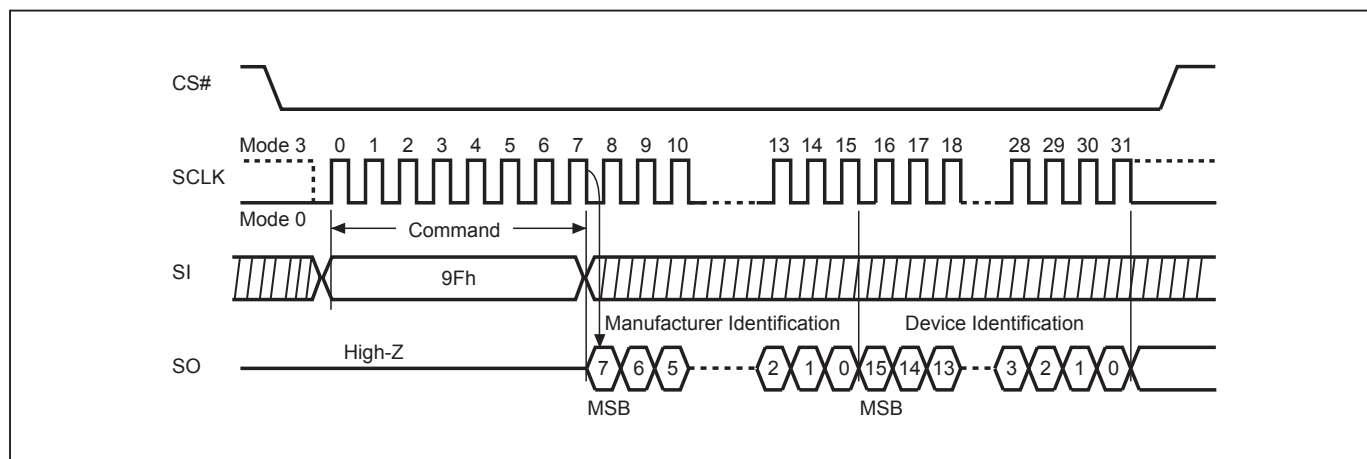 CS#
Mode 3 0 1 2 3 4 5 6 7 8 9 10 13 14 15 16 17 18 28 29 30 31
SCLK
Mode 0
Command
SI
9Fh
Manufacturer Identification Device Identification
High-Z
SO
7 6 5 2 1 0 15 14 13 3 2 1 0
MSB MSB